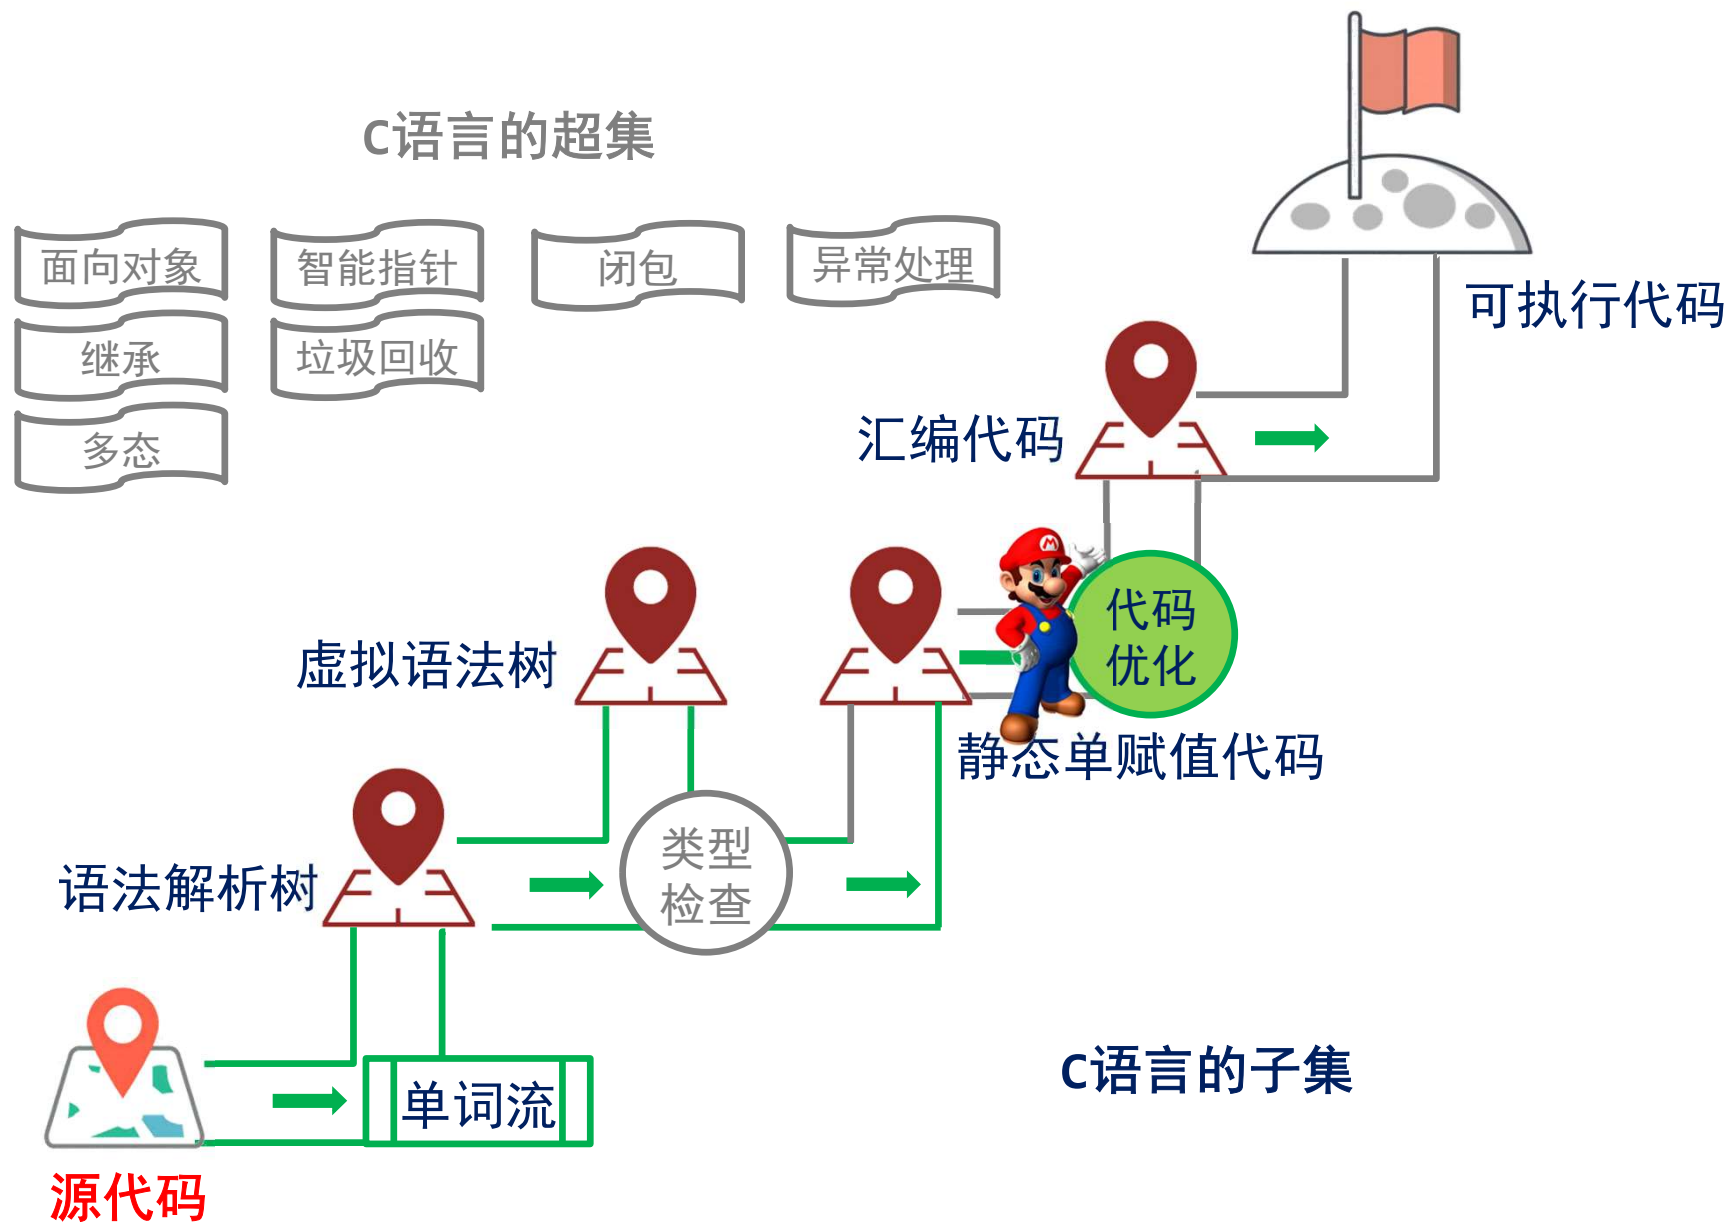 C语言的超集
面向对象
智能指针
闭包
异常处理
继承
垃圾回收
多态
可执行代码
汇编代码
M
代码
优化
虚拟语法树
静态单赋值代码
类型
检查
语法解析树
C语言的子集
单词流
源代码